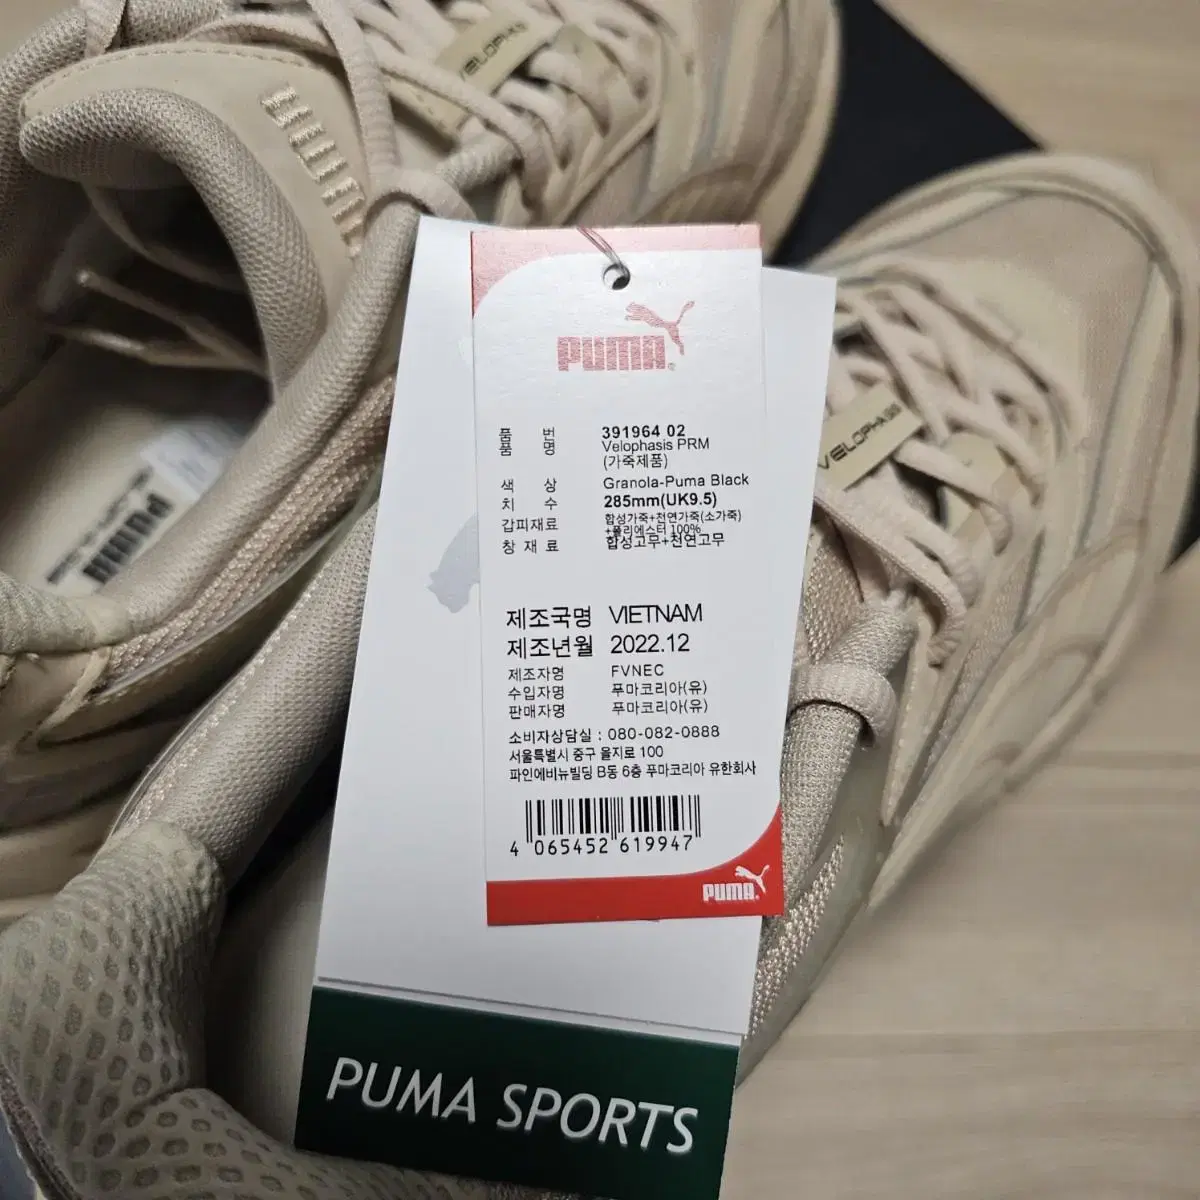 VELOPHASIS
PUMA
품 번 391964 02
품 명 Velophasis PRM
(가죽제품)
색 상 Granola-Puma Black
치 수 285mm(UK9.5)
갑피재료 합성가죽+천연가죽(소가죽)
+폴리에스터 100%
창 재 료 합성고무+천연고무
제조국명 VIETNAM
제조년월 2022.12
제조자명 FVNEC
수입자명 푸마코리아(유)
판매자명 푸마코리아(유)
소비자상담실 : 080-082-0888
서울특별시 중구 을지로 100
파인에비뉴빌딩 B동 6층 푸마코리아 유한회사
4 065452 619947
PUMA
PUMA SPORTS
VELOPHASIS
PUMA